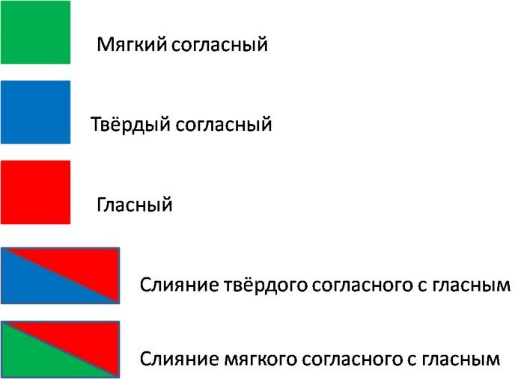 Мягкий согласный
Твёрдый согласный
Гласный
Слияние твёрдого согласного с гласным
Слияние мягкого согласного с гласным